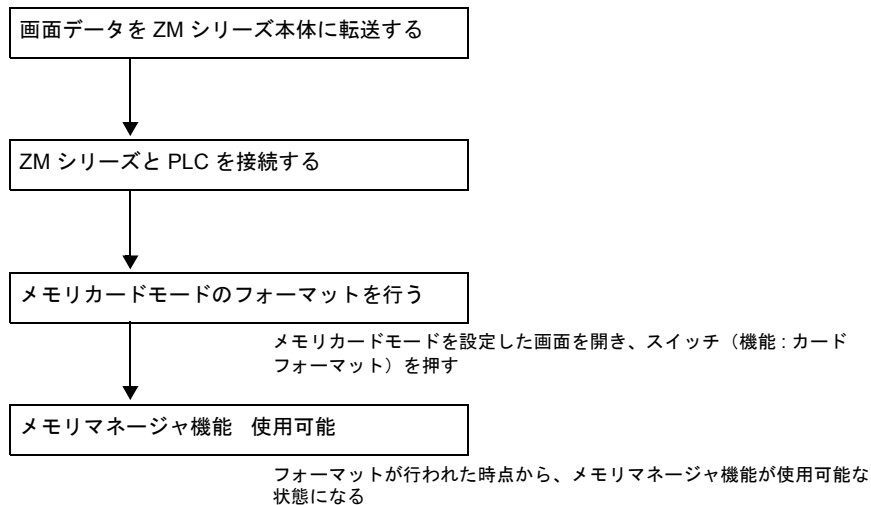 画面データを ZM シリーズ本体に転送する
ZM シリーズと PLC を接続する
メモリカードモードのフォーマットを行う
メモリカードモードを設定した画面を開き、スイッチ（機能 : カード
フォーマット）を押す
メモリマネージャ機能 使用可能
フォーマットが行われた時点から、メモリマネージャ機能が使用可能な
状態になる